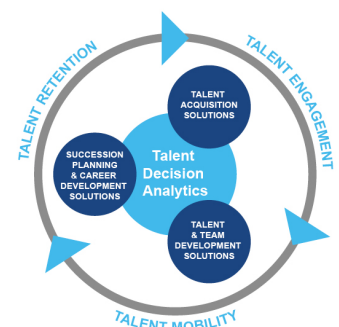 TALENT RETENTION
TALENT ENGAGEMENT
TALENT
ACQUISITION
SOLUTIONS
SUCCESSION
PLANNING
& CAREER
DEVELOPMENT
SOLUTIONS
Talent
Decision
Analytics
TALENT
& TEAM
DEVELOPMENT
SOLUTIONS
TALENT MOBILITY